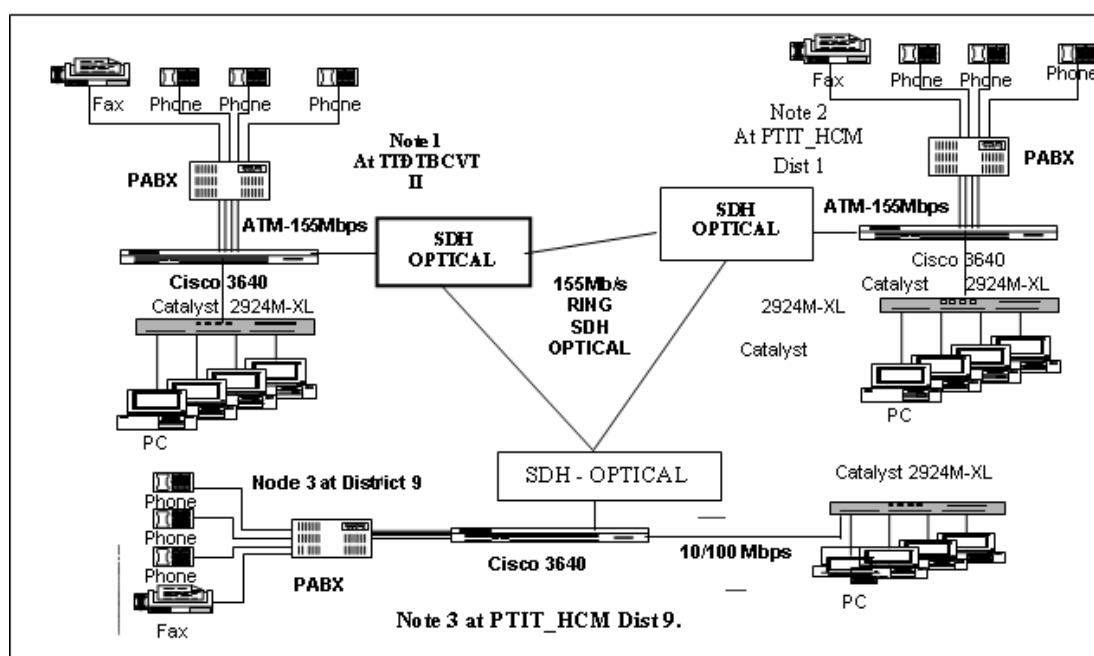 Fax
Phone
Phone
Phone
PABX
Note 1
At TTĐTBCVT
II
ATM-155Mbps
Cisco 3640
Catalyst 2924M-XL
PC
SDH
OPTICAL
155Mb/s
RING
SDH
OPTICAL
Fax
Phone
Phone
Phone
Note 2
At PTIT_HCM
Dist 1
PABX
SDH
OPTICAL
ATM-155Mbps
Cisco 3640
Catalyst 2924M-XL
2924M-XL
Catalyst
PC
SDH - OPTICAL
Node 3 at District 9
Phone
Phone
Phone
Fax
PABX
Cisco 3640
10/100 Mbps
Catalyst 2924M-XL
PC
Note 3 at PTIT_HCM Dist 9.